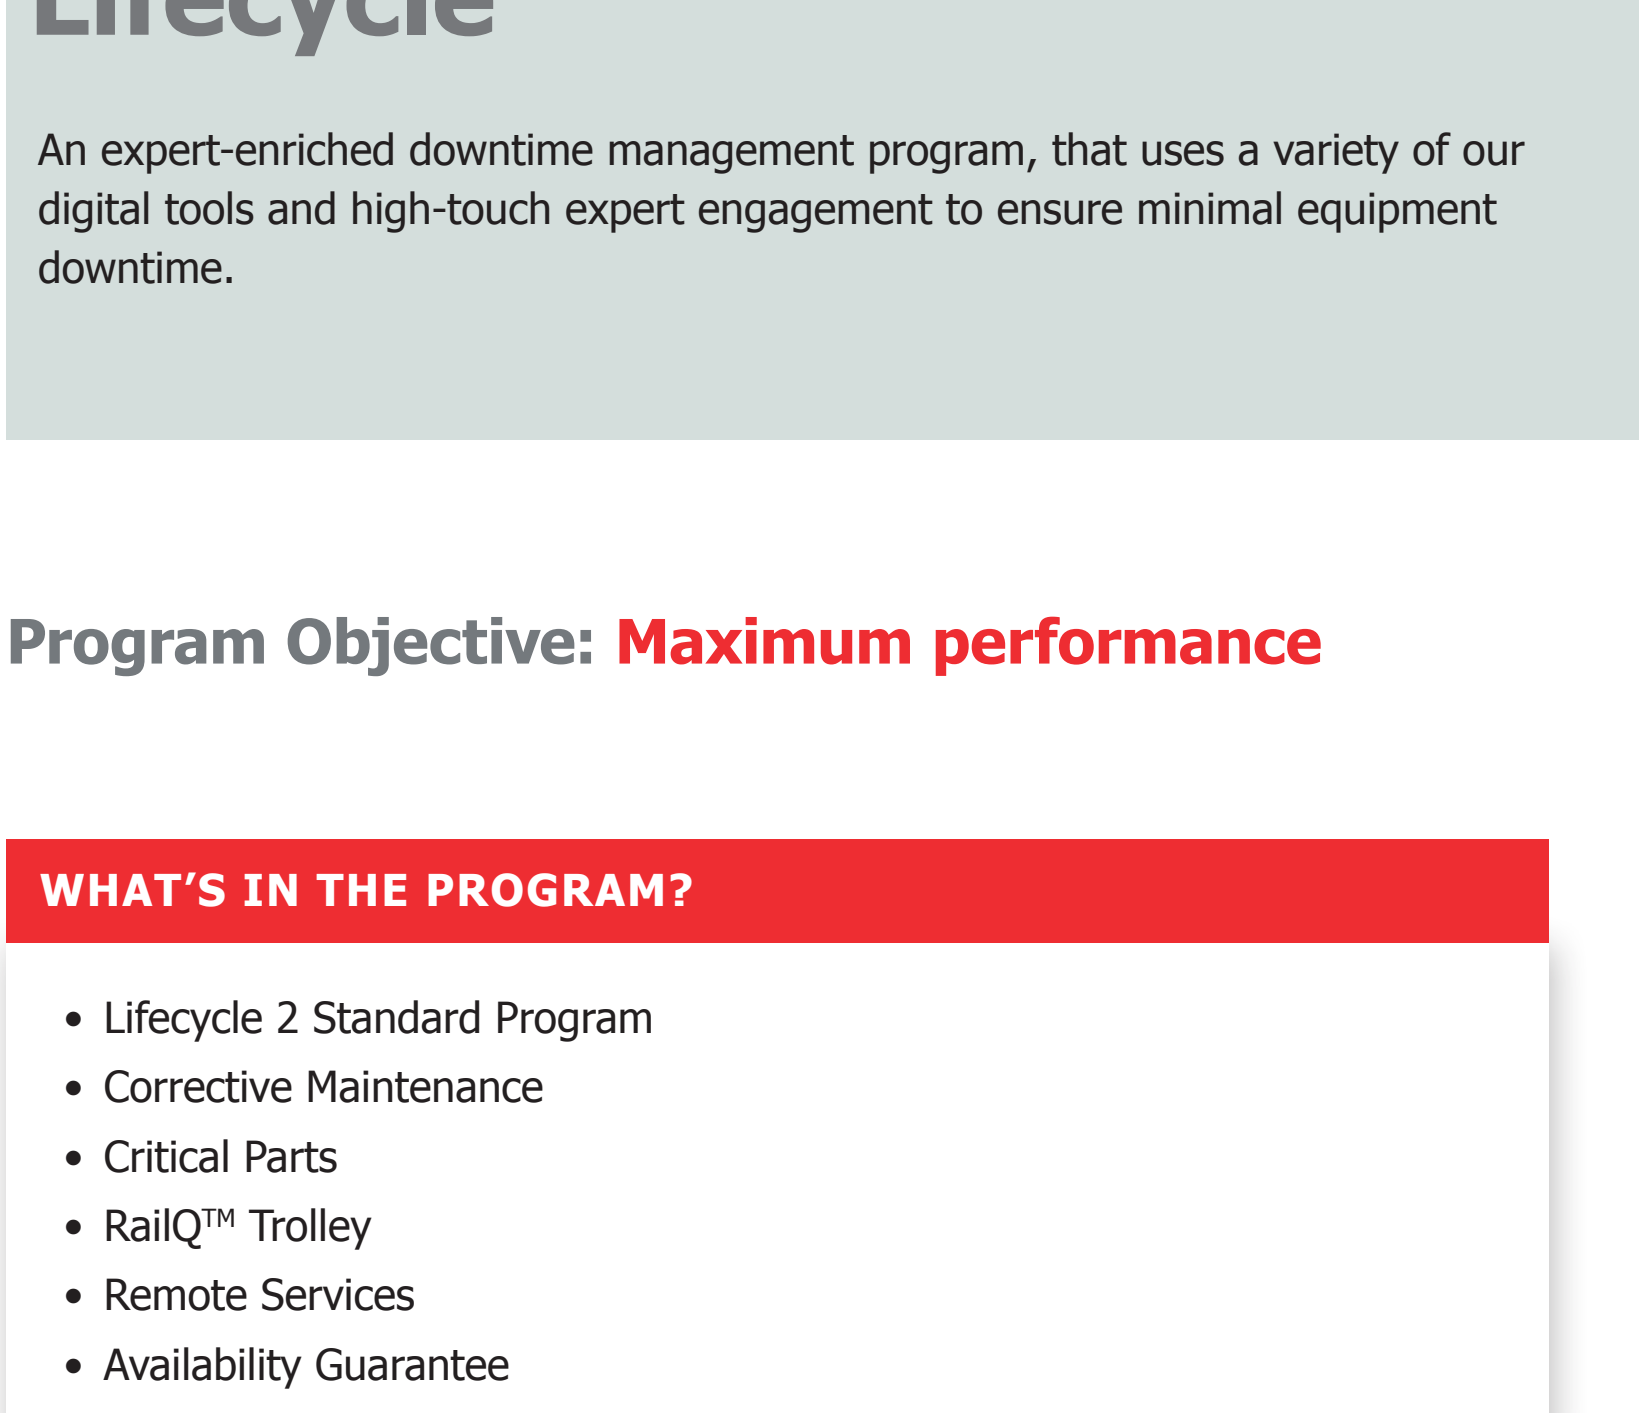 Lifecycle
An expert-enriched downtime management program, that uses a variety of our
digital tools and high-touch expert engagement to ensure minimal equipment
downtime.
Program Objective: Maximum performance
WHAT’S IN THE PROGRAM?
• Lifecycle 2 Standard Program
• Corrective Maintenance
• Critical Parts
• RailQ™ Trolley
• Remote Services
• Availability Guarantee